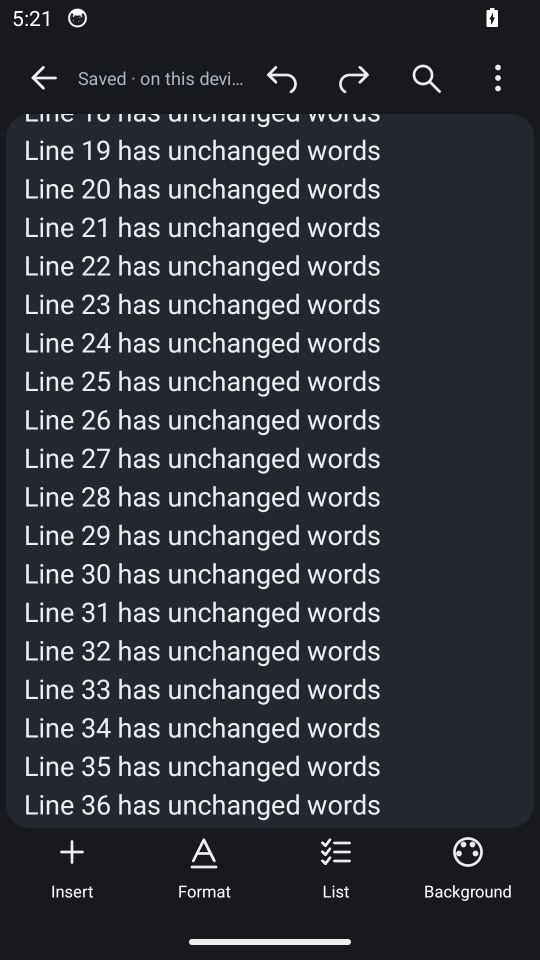 5:21
Saved · on this devi...
Line 18 has unchanged words
Line 19 has unchanged words
Line 20 has unchanged words
Line 21 has unchanged words
Line 22 has unchanged words
Line 23 has unchanged words
Line 24 has unchanged words
Line 25 has unchanged words
Line 26 has unchanged words
Line 27 has unchanged words
Line 28 has unchanged words
Line 29 has unchanged words
Line 30 has unchanged words
Line 31 has unchanged words
Line 32 has unchanged words
Line 33 has unchanged words
Line 34 has unchanged words
Line 35 has unchanged words
Line 36 has unchanged words
Insert
Format
List
Background